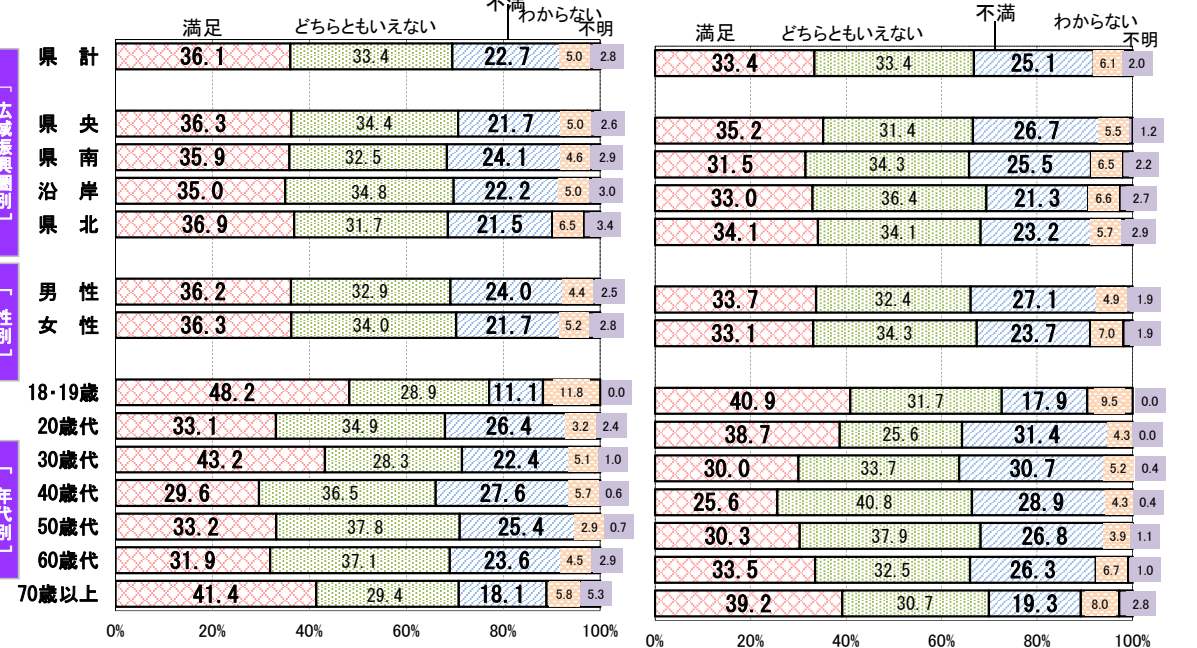 満足 どちらともいえない 不満 わからない 不明
満足 どちらともいえない 不満 わからない 不明
県 計 36.1 33.4 22.7 5.0 2.8 33.4 33.4 25.1 6.1 2.0
「広域振興圏別」
県 央 36.3 34.4 21.7 5.0 2.6 35.2 31.4 26.7 5.5 1.2
県 南 35.9 32.5 24.1 4.6 2.9 31.5 34.3 25.5 6.5 2.2
沿 岸 35.0 34.8 22.2 5.0 3.0 33.0 36.4 21.3 6.6 2.7
県 北 36.9 31.7 21.5 6.5 3.4 34.1 34.1 23.2 5.7 2.9
「性別」
男 性 36.2 32.9 24.0 4.4 2.5 33.7 32.4 27.1 4.9 1.9
女 性 36.3 34.0 21.7 5.2 2.8 33.1 34.3 23.7 7.0 1.9
18・19歳 48.2 28.9 11.1 11.8 0.0 40.9 31.7 17.9 9.5 0.0
20歳代 33.1 34.9 26.4 3.2 2.4 38.7 25.6 31.4 4.3 0.0
「年代別」
30歳代 43.2 28.3 22.4 5.1 1.0 30.0 33.7 30.7 5.2 0.4
40歳代 29.6 36.5 27.6 5.7 0.6 25.6 40.8 28.9 4.3 0.4
50歳代 33.2 37.8 25.4 2.9 0.7 30.3 37.9 26.8 3.9 1.1
60歳代 31.9 37.1 23.6 4.5 2.9 33.5 32.5 26.3 6.7 1.0
70歳以上 41.4 29.4 18.1 5.8 5.3 39.2 30.7 19.3 8.0 2.8
0% 20% 40% 60% 80% 100% 0% 20% 40% 60% 80% 100%